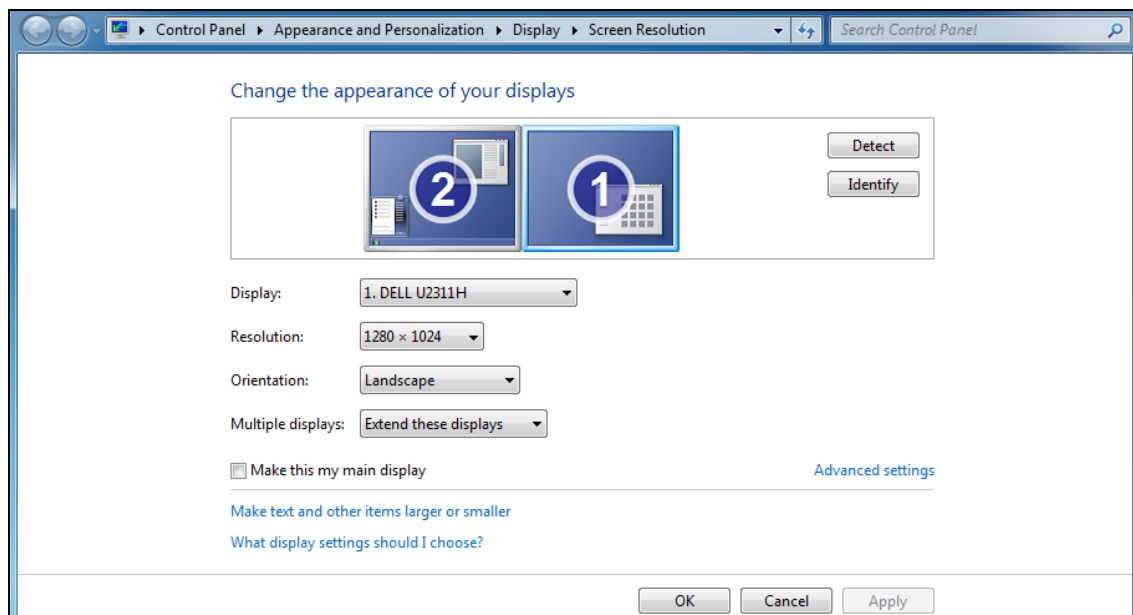 Control Panel Appearance and Personalization Display Screen Resolution Search Control Panel
Change the appearance of your displays
2 1
Detect
Identify
Display: 1. DELL U2311H
Resolution: 1280 × 1024
Orientation: Landscape
Multiple displays: Extend these displays
Make this my main display Advanced settings
Make text and other items larger or smaller
What display settings should I choose?
OK Cancel Apply